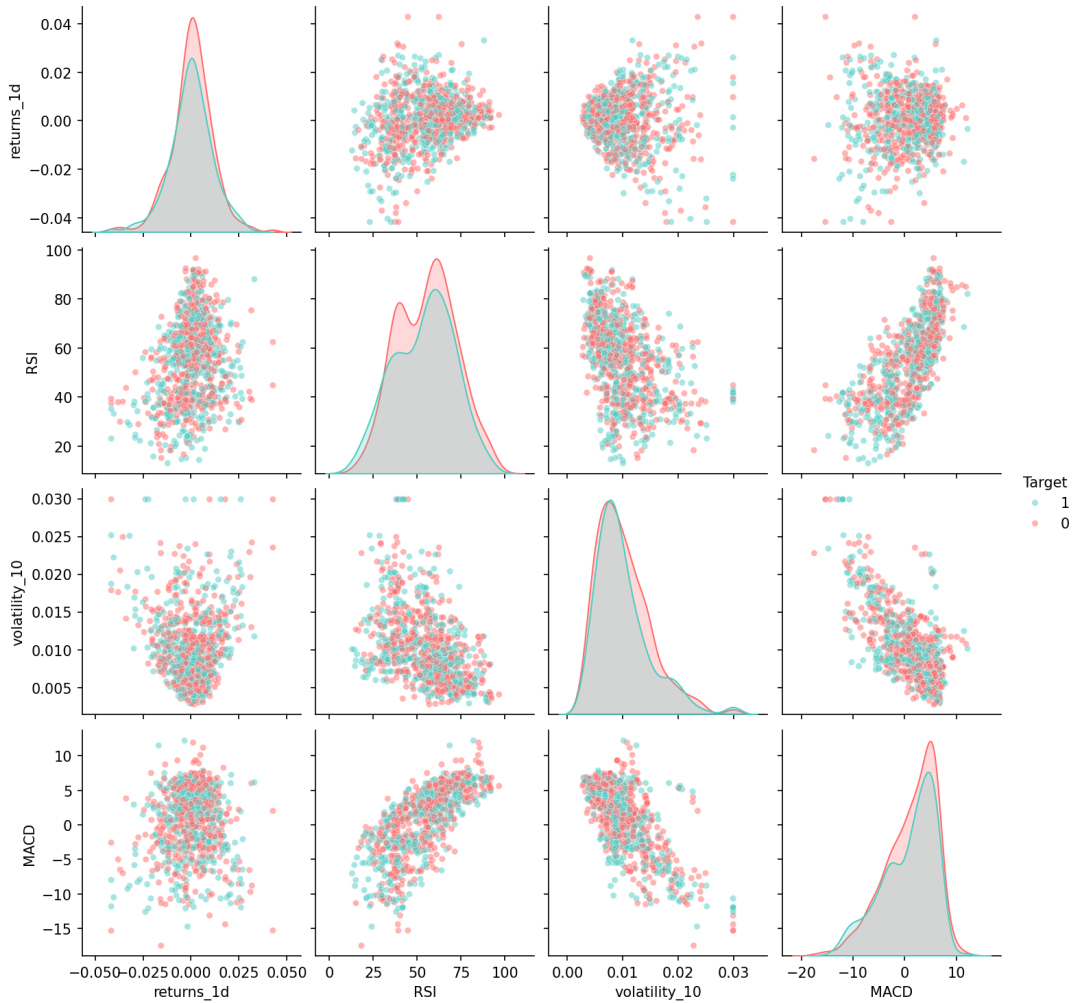 0.04
0.02
0.00
−0.02
−0.04
returns_1d
100
80
60
40
20
RSI
Target
1
0
0.030
0.025
0.020
0.015
0.010
0.005
volatility_10
10
5
0
−5
−10
−15
MACD
−0.050 −0.025 0.000 0.025 0.050
0 25 50 75 100
0.00 0.01 0.02 0.03
−20 −10 0 10
returns_1d RSI volatility_10 MACD